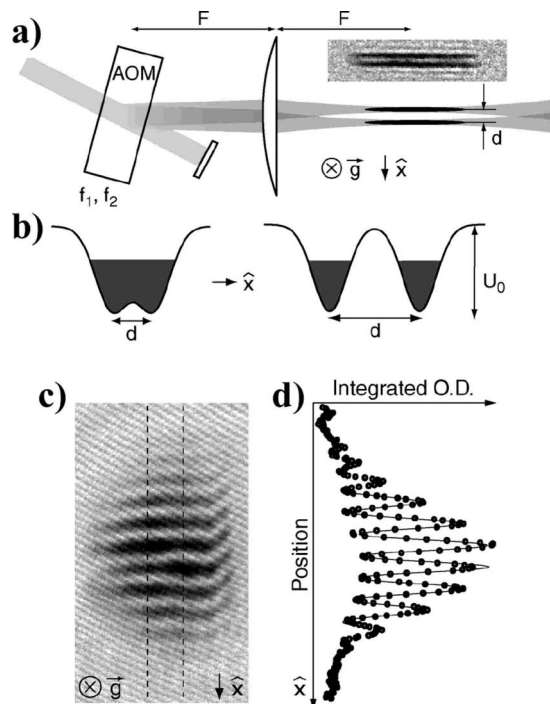 a)
F
F
AOM
f₁, f₂
d
⊗ g⃗ ↓ x̂
b)
d
→ x̂
d
U₀
c)
⊗ g⃗ ↓ x̂
d)
Integrated O.D.
Position
x̂